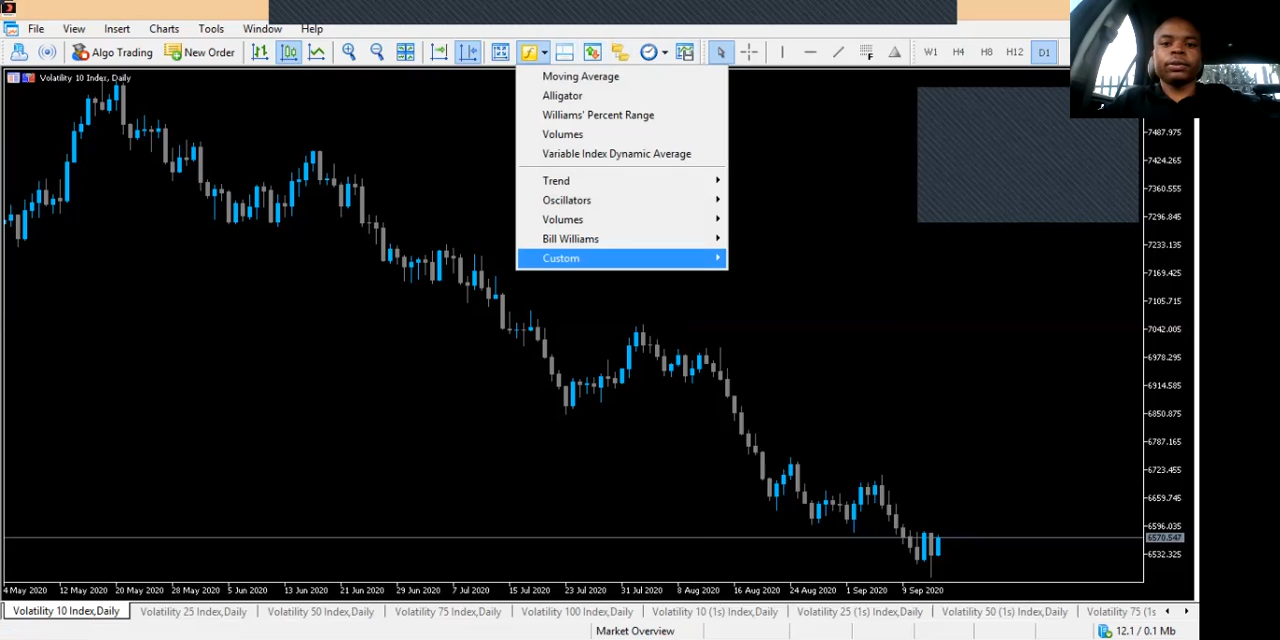 File View Insert Charts Tools Window Help
Algo Trading New Order W1 H4 H8 H12 D1
Volatility 10 Index, Daily
Moving Average
Alligator
Williams' Percent Range
Volumes
Variable Index Dynamic Average
Trend
Oscillators
Volumes
Bill Williams
Custom
7487.975
7424.265
7360.555
7296.845
7233.135
7169.425
7105.715
7042.005
6978.295
6914.585
6850.875
6787.165
6723.455
6659.745
6596.035
6570.547
6532.325
4 May 2020 12 May 2020 20 May 2020 28 May 2020 5 Jun 2020 13 Jun 2020 21 Jun 2020 29 Jun 2020 7 Jul 2020 15 Jul 2020 23 Jul 2020 31 Jul 2020 8 Aug 2020 16 Aug 2020 24 Aug 2020 1 Sep 2020 9 Sep 2020
Volatility 10 Index,Daily Volatility 25 Index,Daily Volatility 50 Index,Daily Volatility 75 Index,Daily Volatility 100 Index,Daily Volatility 10 (1s) Index,Daily Volatility 25 (1s) Index,Daily Volatility 50 (1s) Index,Daily Volatility 75 (1s
Market Overview 12.1 / 0.1 Mb